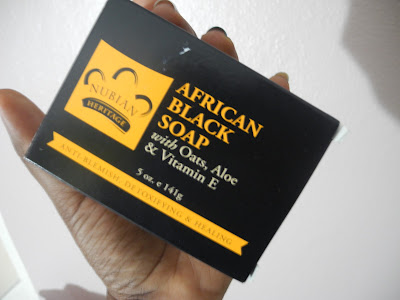 NUBIAN
HERITAGE
AFRICAN
BLACK
SOAP
with Oats, Aloe
& Vitamin E
5 oz. e 141g
ANTI-BLEMISH, DETOXIFYING & HEALING